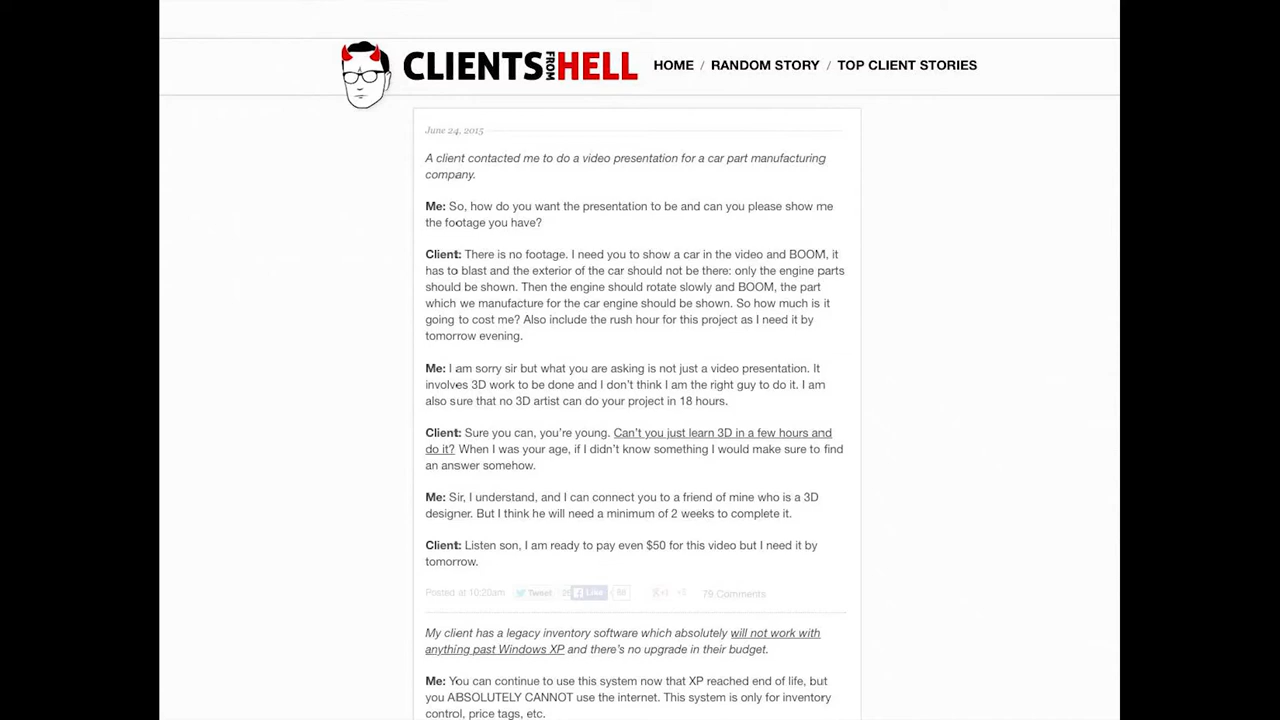 CLIENTS FROM HELL HOME / RANDOM STORY / TOP CLIENT STORIES
June 24, 2015
A client contacted me to do a video presentation for a car part manufacturing
company.
Me: So, how do you want the presentation to be and can you please show me
the footage you have?
Client: There is no footage. I need you to show a car in the video and BOOM, it
has to blast and the exterior of the car should not be there: only the engine parts
should be shown. Then the engine should rotate slowly and BOOM, the part
which we manufacture for the car engine should be shown. So how much is it
going to cost me? Also include the rush hour for this project as I need it by
tomorrow evening.
Me: I am sorry sir but what you are asking is not just a video presentation. It
involves 3D work to be done and I don't think I am the right guy to do it. I am
also sure that no 3D artist can do your project in 18 hours.
Client: Sure you can, you're young. Can't you just learn 3D in a few hours and
do it? When I was your age, if I didn't know something I would make sure to find
an answer somehow.
Me: Sir, I understand, and I can connect you to a friend of mine who is a 3D
designer. But I think he will need a minimum of 2 weeks to complete it.
Client: Listen son, I am ready to pay even $50 for this video but I need it by
tomorrow.
Posted at 10:20am Tweet Like 79 Comments
My client has a legacy inventory software which absolutely will not work with
anything past Windows XP and there's no upgrade in their budget.
Me: You can continue to use this system now that XP reached end of life, but
you ABSOLUTELY CANNOT use the internet. This system is only for inventory
control, price tags, etc.